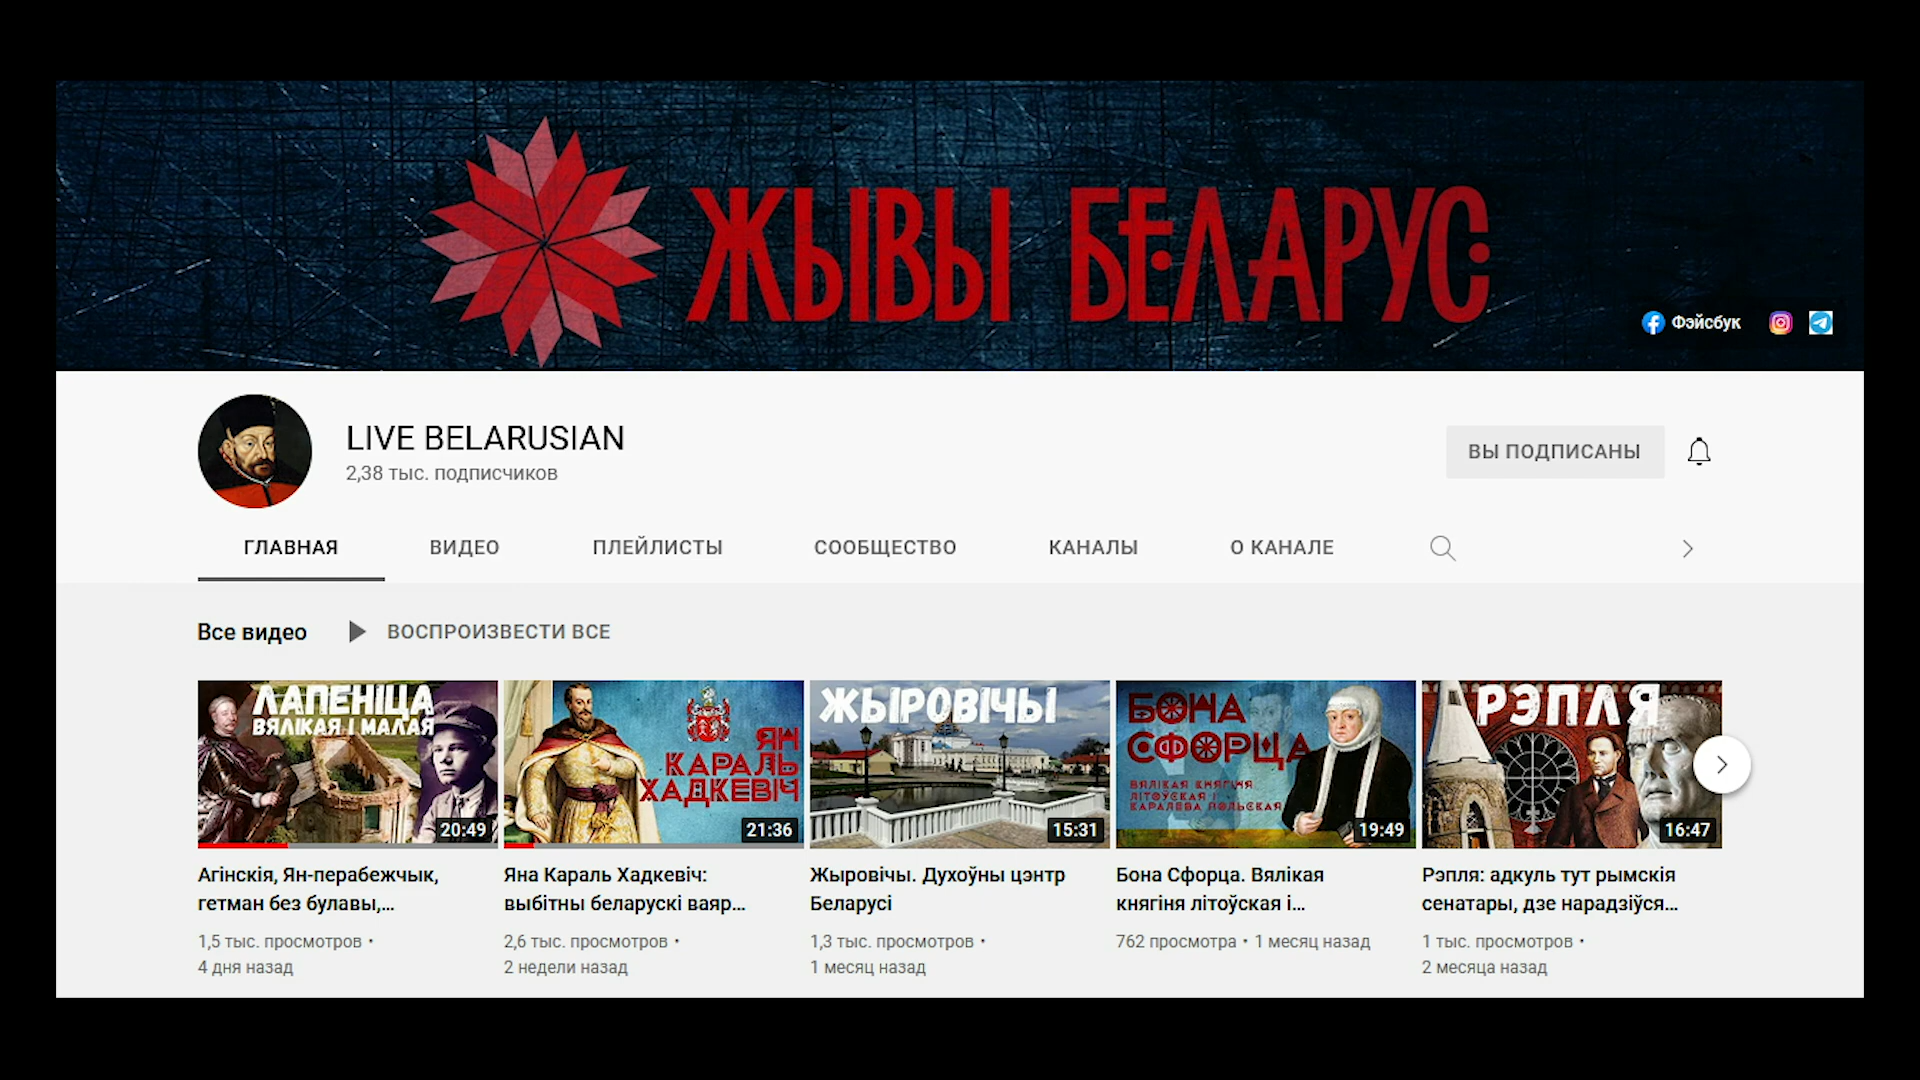 ЖЫВЫ БЕЛАРУС
Фэйсбук
LIVE BELARUSIAN
2,38 тыс. подписчиков
ВЫ ПОДПИСАНЫ
ГЛАВНАЯ ВИДЕО ПЛЕЙЛИСТЫ СООБЩЕСТВО КАНАЛЫ О КАНАЛЕ
Все видео ВОСПРОИЗВЕСТИ ВСЕ
ЛАПЕНІЦА
ВЯЛІКАЯ І МАЛАЯ
20:49
Агінскія, Ян-перабежчык,
гетман без булавы,...
1,5 тыс. просмотров •
4 дня назад
ЯН
КАРАЛЬ
ХАДКЕВІЧ
21:36
Яна Караль Хадкевіч:
выбітны беларускі ваяр...
2,6 тыс. просмотров •
2 недели назад
ЖЫРОВІЧЫ
15:31
Жыровічы. Духоўны цэнтр
Беларусі
1,3 тыс. просмотров •
1 месяц назад
БОНА
СФОРЦА
ВЯЛІКАЯ КНЯГІНЯ
ЛІТОЎСКАЯ І
КАРАЛЕВА ПОЛЬСКАЯ
19:49
Бона Сфорца. Вялікая
княгіня літоўская і...
762 просмотра • 1 месяц назад
РЭПЛЯ
16:47
Рэпля: адкуль тут рымскія
сенатары, дзе нарадзіўся...
1 тыс. просмотров •
2 месяца назад